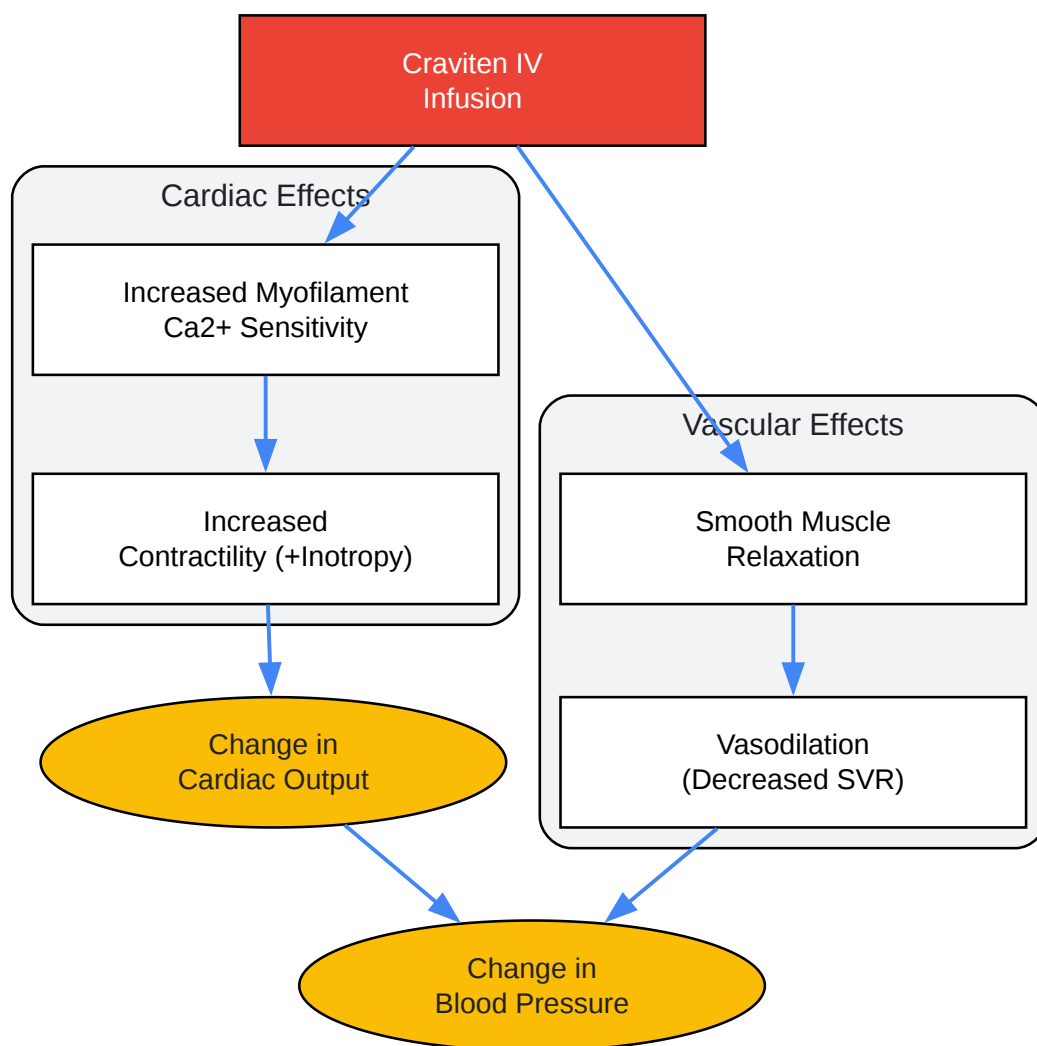 Craviten IV
Infusion
Cardiac Effects
Increased Myofilament
Ca2+ Sensitivity
Increased
Contractility (+Inotropy)
Change in
Cardiac Output
Vascular Effects
Smooth Muscle
Relaxation
Vasodilation
(Decreased SVR)
Change in
Blood Pressure